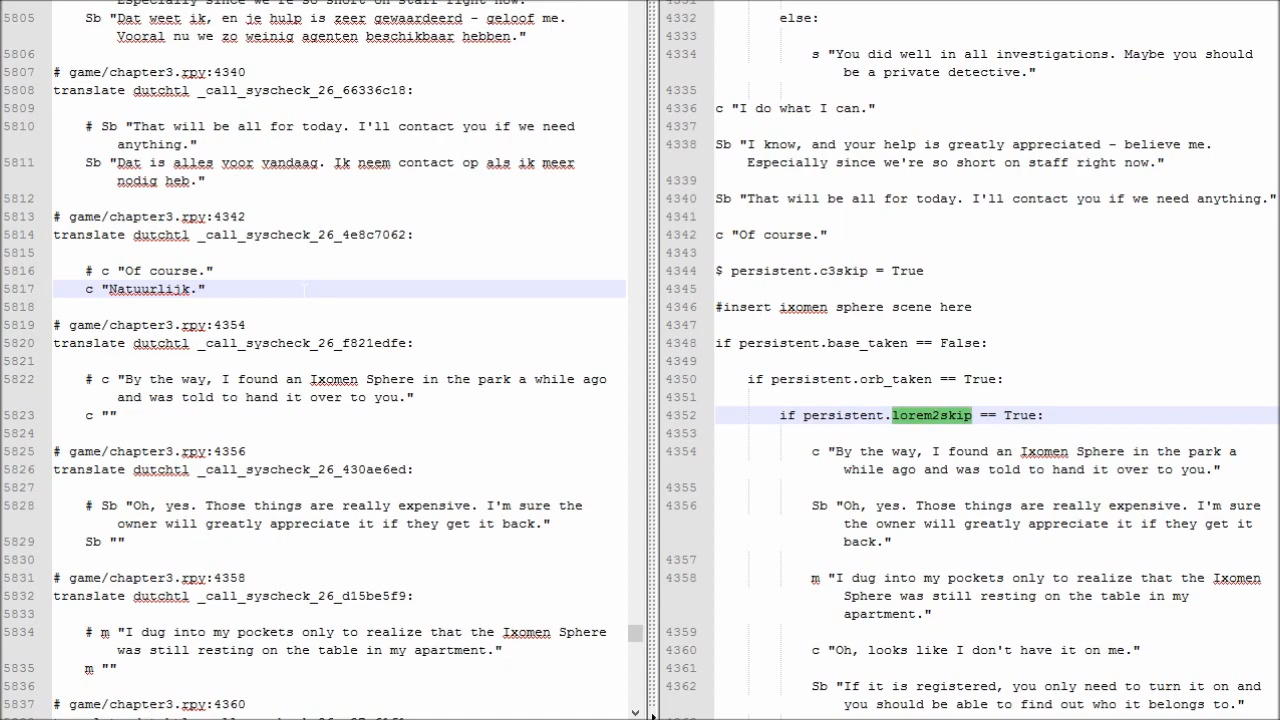 Especially since we're so short on staff right now."
5805 Sb "Dat weet ik, en je hulp is zeer gewaardeerd - geloof me.
Vooral nu we zo weinig agenten beschikbaar hebben."
5806
5807 # game/chapter3.rpy:4340
5808 translate dutchtl _call_syscheck_26_66336c18:
5809
5810 # Sb "That will be all for today. I'll contact you if we need
anything."
5811 Sb "Dat is alles voor vandaag. Ik neem contact op als ik meer
nodig heb."
5812
5813 # game/chapter3.rpy:4342
5814 translate dutchtl _call_syscheck_26_4e8c7062:
5815
5816 # c "Of course."
5817 c "Natuurlijk."
5818
5819 # game/chapter3.rpy:4354
5820 translate dutchtl _call_syscheck_26_f821edfe:
5821
5822 # c "By the way, I found an Ixomen Sphere in the park a while ago
and was told to hand it over to you."
5823 c ""
5824
5825 # game/chapter3.rpy:4356
5826 translate dutchtl _call_syscheck_26_430ae6ed:
5827
5828 # Sb "Oh, yes. Those things are really expensive. I'm sure the
owner will greatly appreciate it if they get it back."
5829 Sb ""
5830
5831 # game/chapter3.rpy:4358
5832 translate dutchtl _call_syscheck_26_d15be5f9:
5833
5834 # m "I dug into my pockets only to realize that the Ixomen Sphere
was still resting on the table in my apartment."
5835 m ""
5836
5837 # game/chapter3.rpy:4360
4332 else:
4333
4334 s "You did well in all investigations. Maybe you should
be a private detective."
4335
4336 c "I do what I can."
4337
4338 Sb "I know, and your help is greatly appreciated - believe me.
Especially since we're so short on staff right now."
4339
4340 Sb "That will be all for today. I'll contact you if we need anything."
4341
4342 c "Of course."
4343
4344 $ persistent.c3skip = True
4345
4346 #insert ixomen sphere scene here
4347
4348 if persistent.base_taken == False:
4349
4350 if persistent.orb_taken == True:
4351
4352 if persistent.lorem2skip == True:
4353
4354 c "By the way, I found an Ixomen Sphere in the park a
while ago and was told to hand it over to you."
4355
4356 Sb "Oh, yes. Those things are really expensive. I'm sure
the owner will greatly appreciate it if they get it
back."
4357
4358 m "I dug into my pockets only to realize that the Ixomen
Sphere was still resting on the table in my
apartment."
4359
4360 c "Oh, looks like I don't have it on me."
4361
4362 Sb "If it is registered, you only need to turn it on and
you should be able to find out who it belongs to."